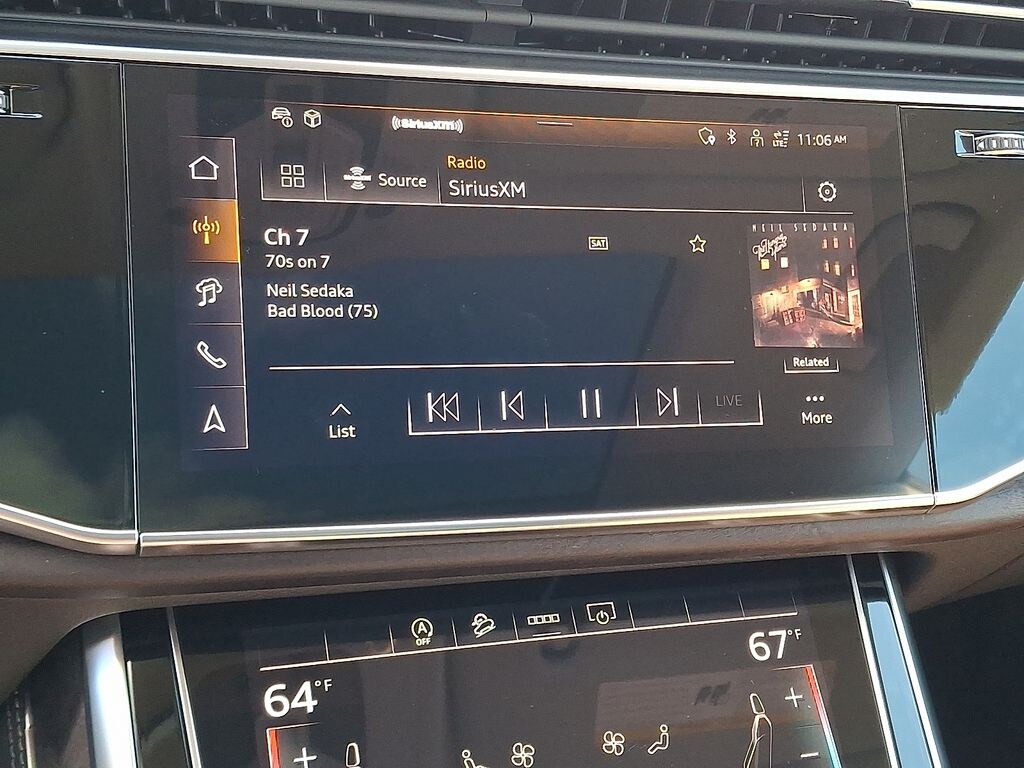 ((SiriusXM))
LTE
11:06 AM
Source
Radio
SiriusXM
Ch 7
70s on 7
SAT
Neil Sedaka
Bad Blood (75)
NEIL SEDAKA
Related
LIVE
List
More
A
OFF
64°F
67°F